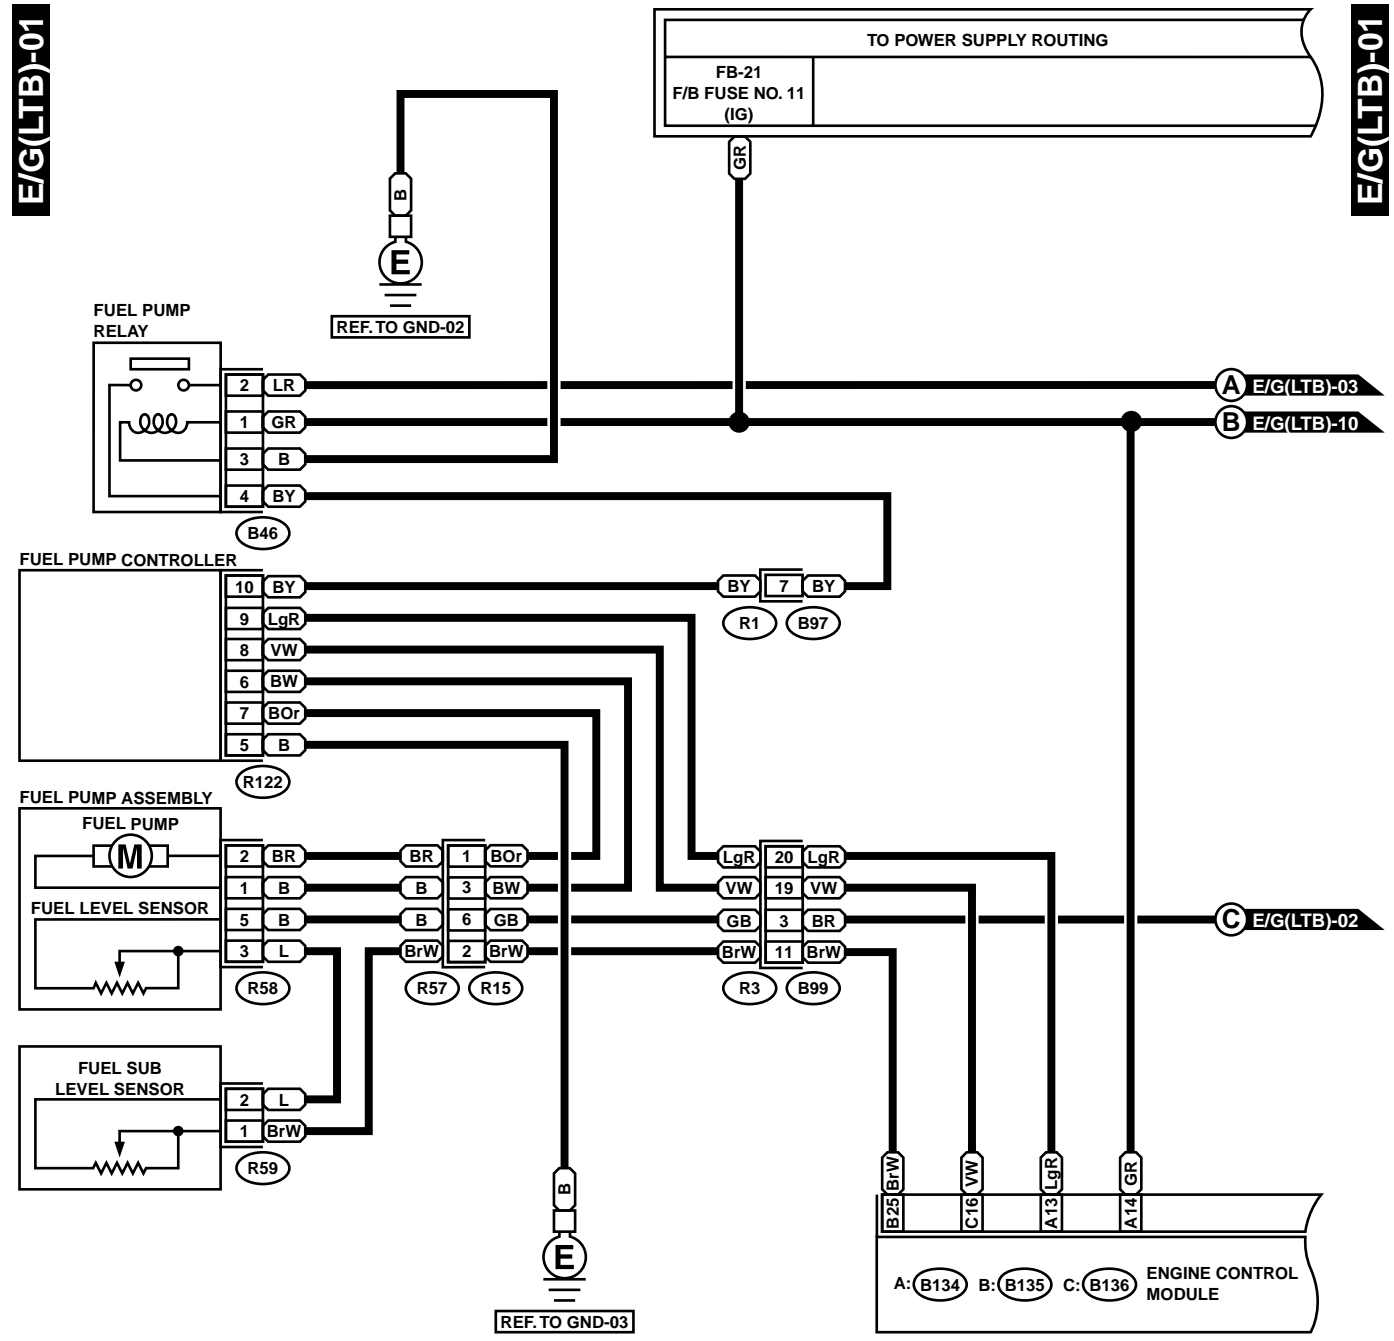 E/G(LTB)-01
E/G(LTB)-01
TO POWER SUPPLY ROUTING
FB-21
F/B FUSE NO. 11
(IG)
GR
B
E
REF. TO GND-02
FUEL PUMP
RELAY
2 LR
A E/G(LTB)-03
1 GR
B E/G(LTB)-10
3 B
4 BY
B46
FUEL PUMP CONTROLLER
10 BY
BY 7 BY
R1 B97
9 LgR
8 VW
6 BW
7 BOr
5 B
R122
FUEL PUMP ASSEMBLY
FUEL PUMP
M
2 BR
BR 1 BOr
LgR 20 LgR
1 B
B 3 BW
VW 19 VW
FUEL LEVEL SENSOR
5 B
B 6 GB
GB 3 BR
C E/G(LTB)-02
3 L
BrW 2 BrW
BrW 11 BrW
R58
R57 R15
R3 B99
FUEL SUB
LEVEL SENSOR
2 L
1 BrW
R59
B
E
REF. TO GND-03
BrW VW LgR GR
B25 C16 A13 A14
A: B134 B: B135 C: B136
ENGINE CONTROL
MODULE